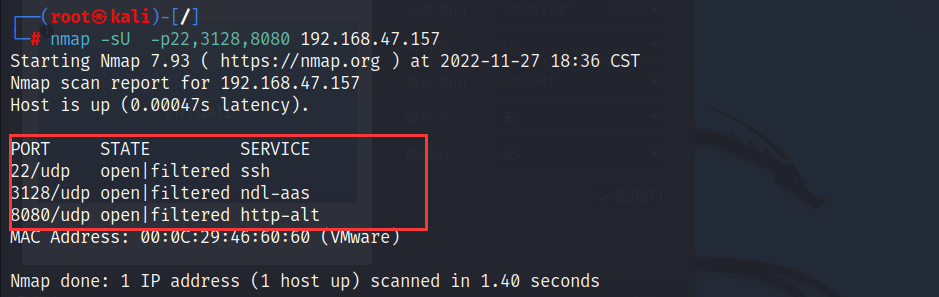 ┌──(root㉿kali)-[/]
└─# nmap -sU  -p22,3128,8080 192.168.47.157
Starting Nmap 7.93 ( https://nmap.org ) at 2022-11-27 18:36 CST
Nmap scan report for 192.168.47.157
Host is up (0.00047s latency).
PORT     STATE         SERVICE
22/udp   open|filtered ssh
3128/udp open|filtered ndl-aas
8080/udp open|filtered http-alt
MAC Address: 00:0C:29:46:60:60 (VMware)
Nmap done: 1 IP address (1 host up) scanned in 1.40 seconds